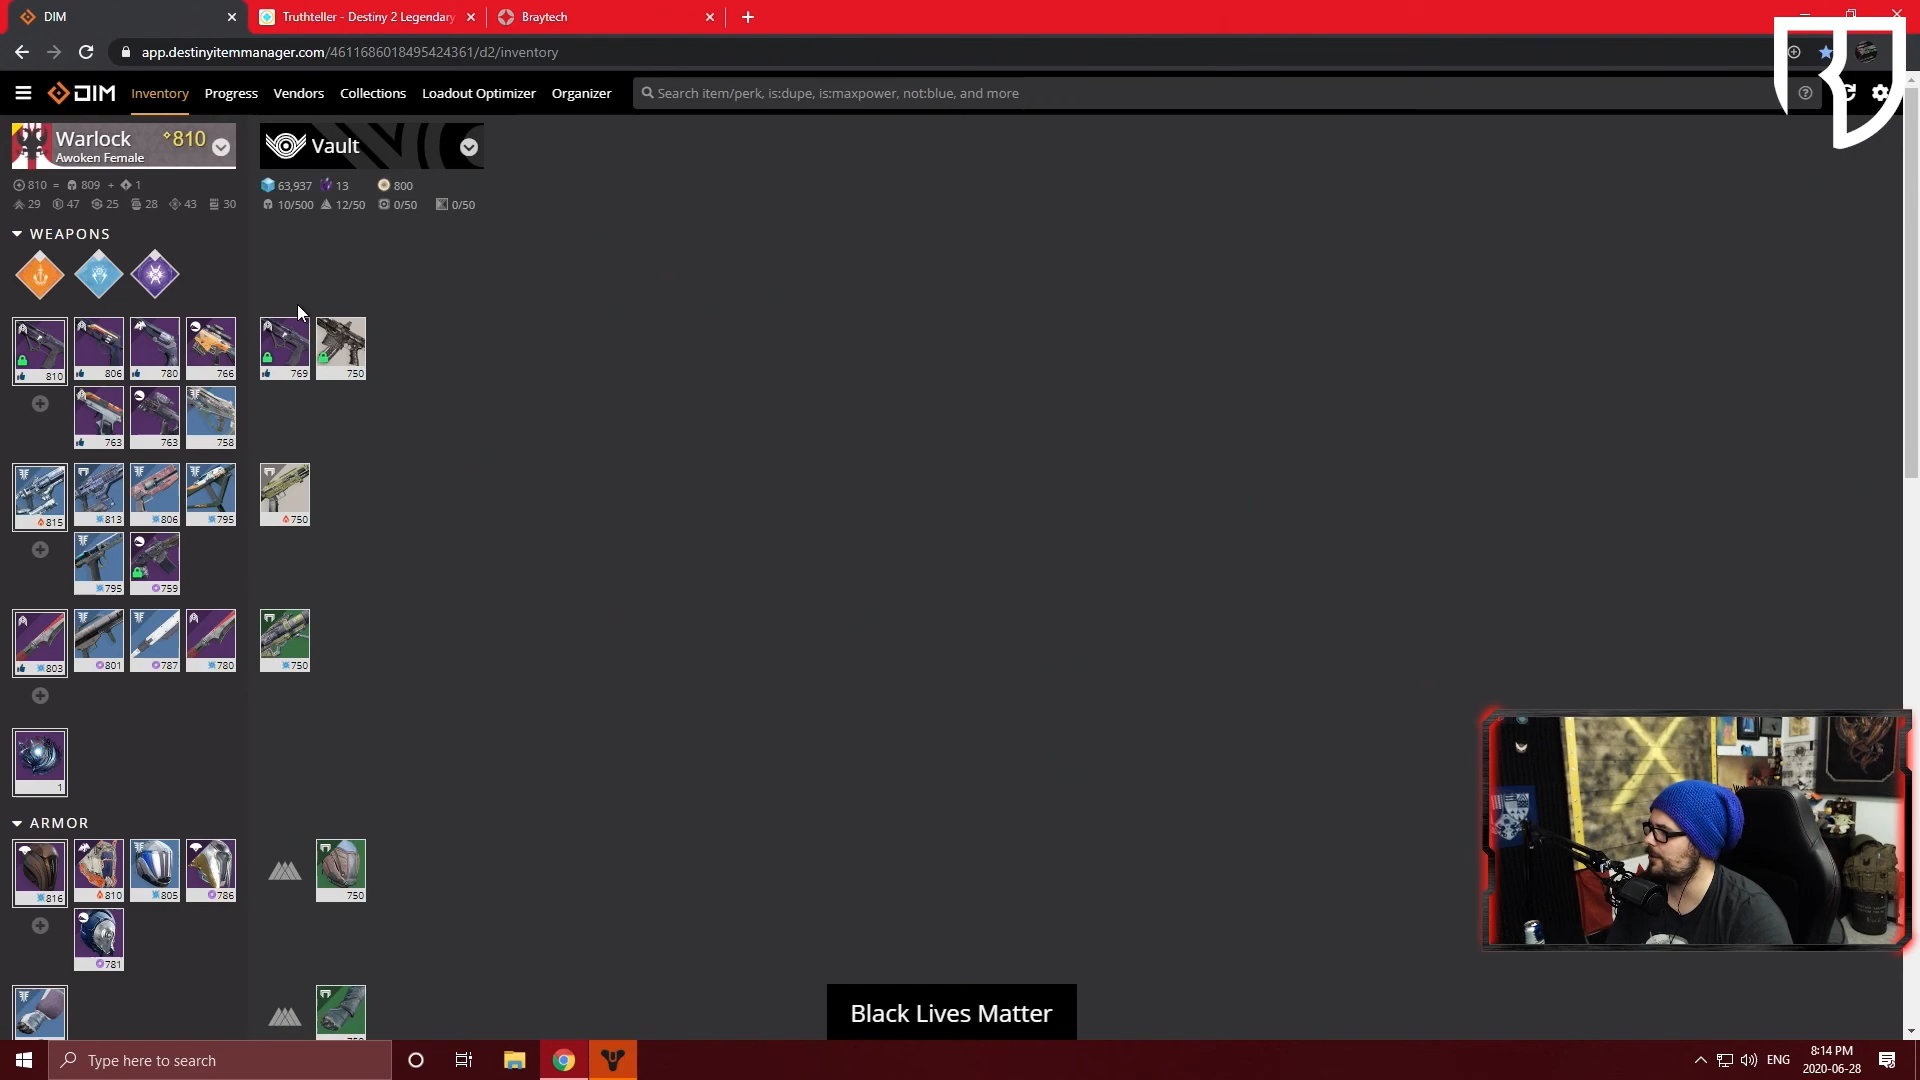 DIM
Truthteller - Destiny 2 Legendary
Braytech
app.destinyitemmanager.com/4611686018495424361/d2/inventory
DIM
Inventory
Progress
Vendors
Collections
Loadout Optimizer
Organizer
Search item/perk, is:dupe, is:maxpower, not:blue, and more
Warlock
810
Awoken Female
Vault
810 = 809 + 1
29 47 25 28 43 30
63,937 13 800
10/500 12/50 0/50 0/50
WEAPONS
810 806 780 766 769 750
763 763 758
815 813 806 795 750
795 759
803 801 787 780 750
1
ARMOR
816 810 805 786 750
781
Black Lives Matter
Type here to search
ENG
8:14 PM
2020-06-28